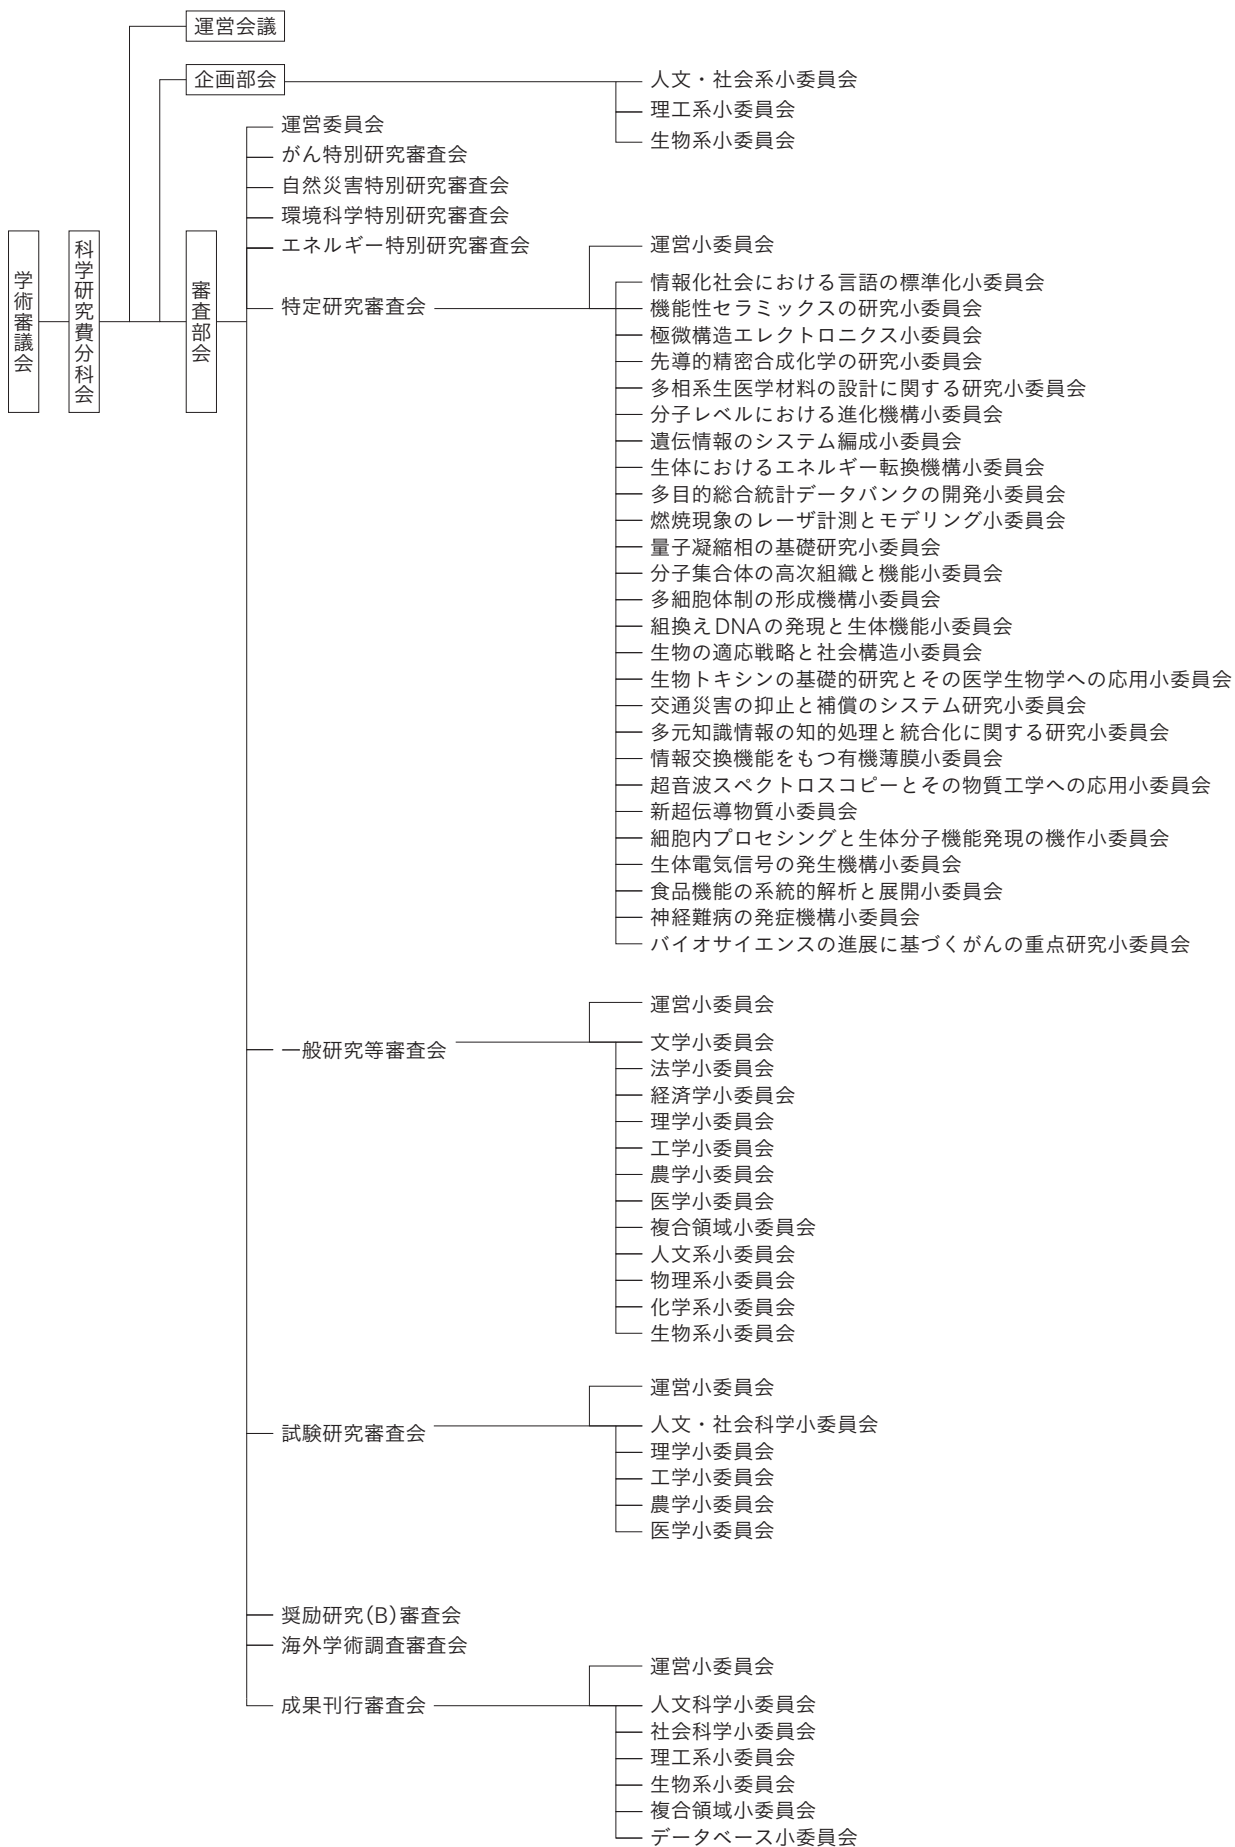 学術審議会
科学研究費分科会
運営会議
企画部会
人文・社会系小委員会
理工系小委員会
生物系小委員会
審査部会
運営委員会
がん特別研究審査会
自然災害特別研究審査会
環境科学特別研究審査会
エネルギー特別研究審査会
特定研究審査会
運営小委員会
情報化社会における言語の標準化小委員会
機能性セラミックスの研究小委員会
極微構造エレクトロニクス小委員会
先導的精密合成化学の研究小委員会
多相系生医学材料の設計に関する研究小委員会
分子レベルにおける進化機構小委員会
遺伝情報のシステム編成小委員会
生体におけるエネルギー転換機構小委員会
多目的総合統計データバンクの開発小委員会
燃焼現象のレーザ計測とモデリング小委員会
量子凝縮相の基礎研究小委員会
分子集合体の高次組織と機能小委員会
多細胞体制の形成機構小委員会
組換えDNAの発現と生体機能小委員会
生物の適応戦略と社会構造小委員会
生物トキシンの基礎的研究とその医学生物学への応用小委員会
交通災害の抑止と補償のシステム研究小委員会
多元知識情報の知的処理と統合化に関する研究小委員会
情報交換機能をもつ有機薄膜小委員会
超音波スペクトロスコピーとその物質工学への応用小委員会
新超伝導物質小委員会
細胞内プロセシングと生体分子機能発現の機作小委員会
生体電気信号の発生機構小委員会
食品機能の系統的解析と展開小委員会
神経難病の発症機構小委員会
バイオサイエンスの進展に基づくがんの重点研究小委員会
一般研究等審査会
運営小委員会
文学小委員会
法学小委員会
経済学小委員会
理学小委員会
工学小委員会
農学小委員会
医学小委員会
複合領域小委員会
人文系小委員会
物理系小委員会
化学系小委員会
生物系小委員会
試験研究審査会
運営小委員会
人文・社会科学小委員会
理学小委員会
工学小委員会
農学小委員会
医学小委員会
奨励研究(B)審査会
海外学術調査審査会
成果刊行審査会
運営小委員会
人文科学小委員会
社会科学小委員会
理工系小委員会
生物系小委員会
複合領域小委員会
データベース小委員会